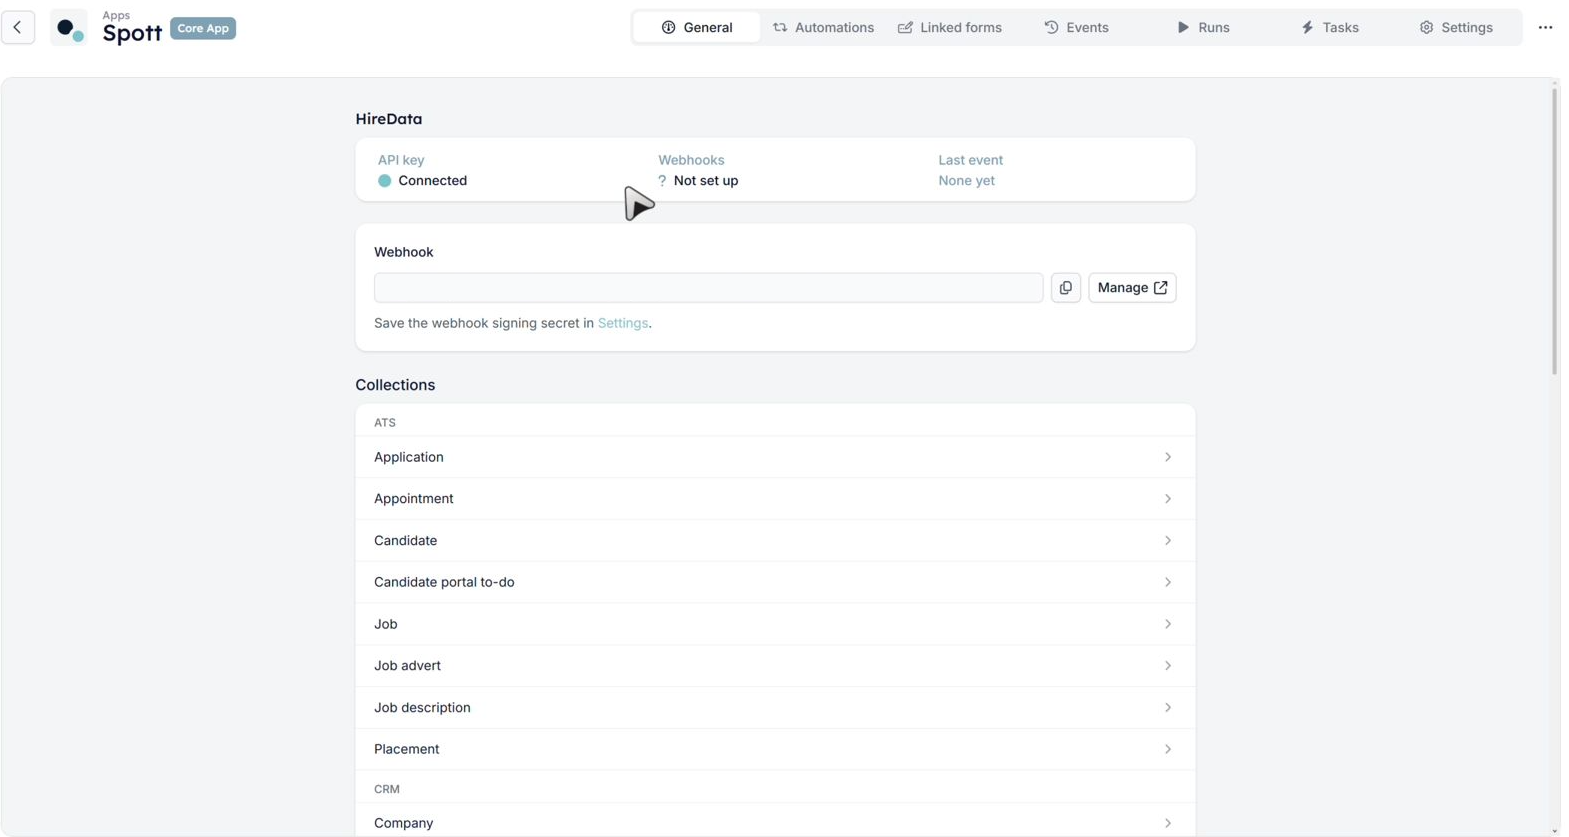 Apps
Spott
Core App
General
Automations
Linked forms
Events
Runs
Tasks
Settings
HireData
API key
Webhooks
Last event
Connected
? Not set up
None yet
Webhook
Manage
Save the webhook signing secret in Settings.
Collections
ATS
Application
Appointment
Candidate
Candidate portal to-do
Job
Job advert
Job description
Placement
CRM
Company